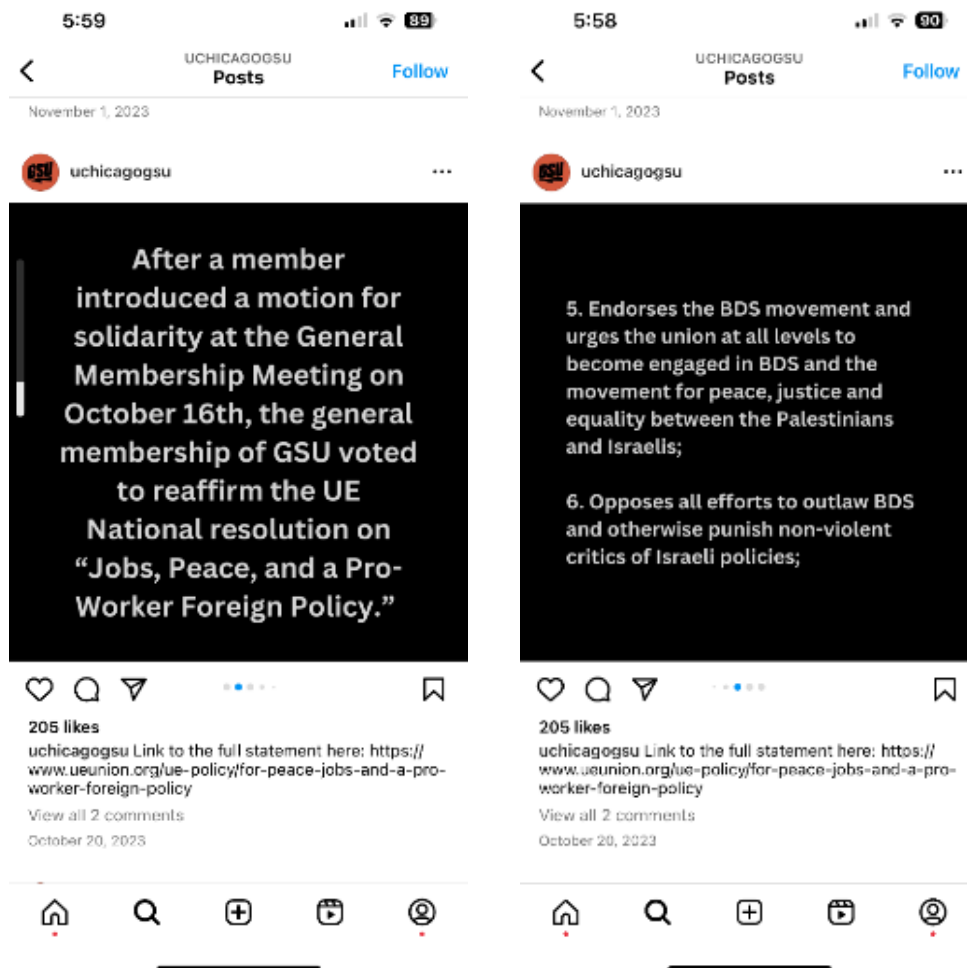 5:59
89
UCHICAGOGSU
Posts
Follow
November 1, 2023
GSU
uchicagogsu
After a member
introduced a motion for
solidarity at the General
Membership Meeting on
October 16th, the general
membership of GSU voted
to reaffirm the UE
National resolution on
“Jobs, Peace, and a Pro-
Worker Foreign Policy.”
205 likes
uchicagogsu Link to the full statement here: https://
www.ueunion.org/ue-policy/for-peace-jobs-and-a-pro-
worker-foreign-policy
View all 2 comments
October 20, 2023
5:58
90
UCHICAGOGSU
Posts
Follow
November 1, 2023
GSU
uchicagogsu
5. Endorses the BDS movement and
urges the union at all levels to
become engaged in BDS and the
movement for peace, justice and
equality between the Palestinians
and Israelis;
6. Opposes all efforts to outlaw BDS
and otherwise punish non-violent
critics of Israeli policies;
205 likes
uchicagogsu Link to the full statement here: https://
www.ueunion.org/ue-policy/for-peace-jobs-and-a-pro-
worker-foreign-policy
View all 2 comments
October 20, 2023